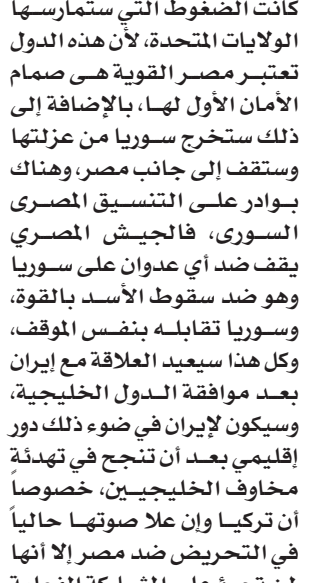 كانت الضغوط التي ستمارسها
الولايات المتحدة، لأن هذه الدول
تعتبر مصر القوية هى صمام
الأمان الأول لها، بالإضافة إلى
ذلك ستخرج سوريا من عزلتها
وستقف إلى جانب مصر، وهناك
بوادر على التنسيق المصرى
السورى، فالجيش المصري
يقف ضد أي عدوان على سوريا
وهو ضد سقوط الأسد بالقوة،
وسوريا تقابله بنفس الموقف،
وكل هذا سيعيد العلاقة مع إيران
بعد موافقة الدول الخليجية،
وسيكون لإيران في ضوء ذلك دور
إقليمي بعد أن تنجح في تهدئة
مخاوف الخليجيين، خصوصاً
أن تركيا وإن علا صوتها حالياً
في التحريض ضد مصر إلا أنها